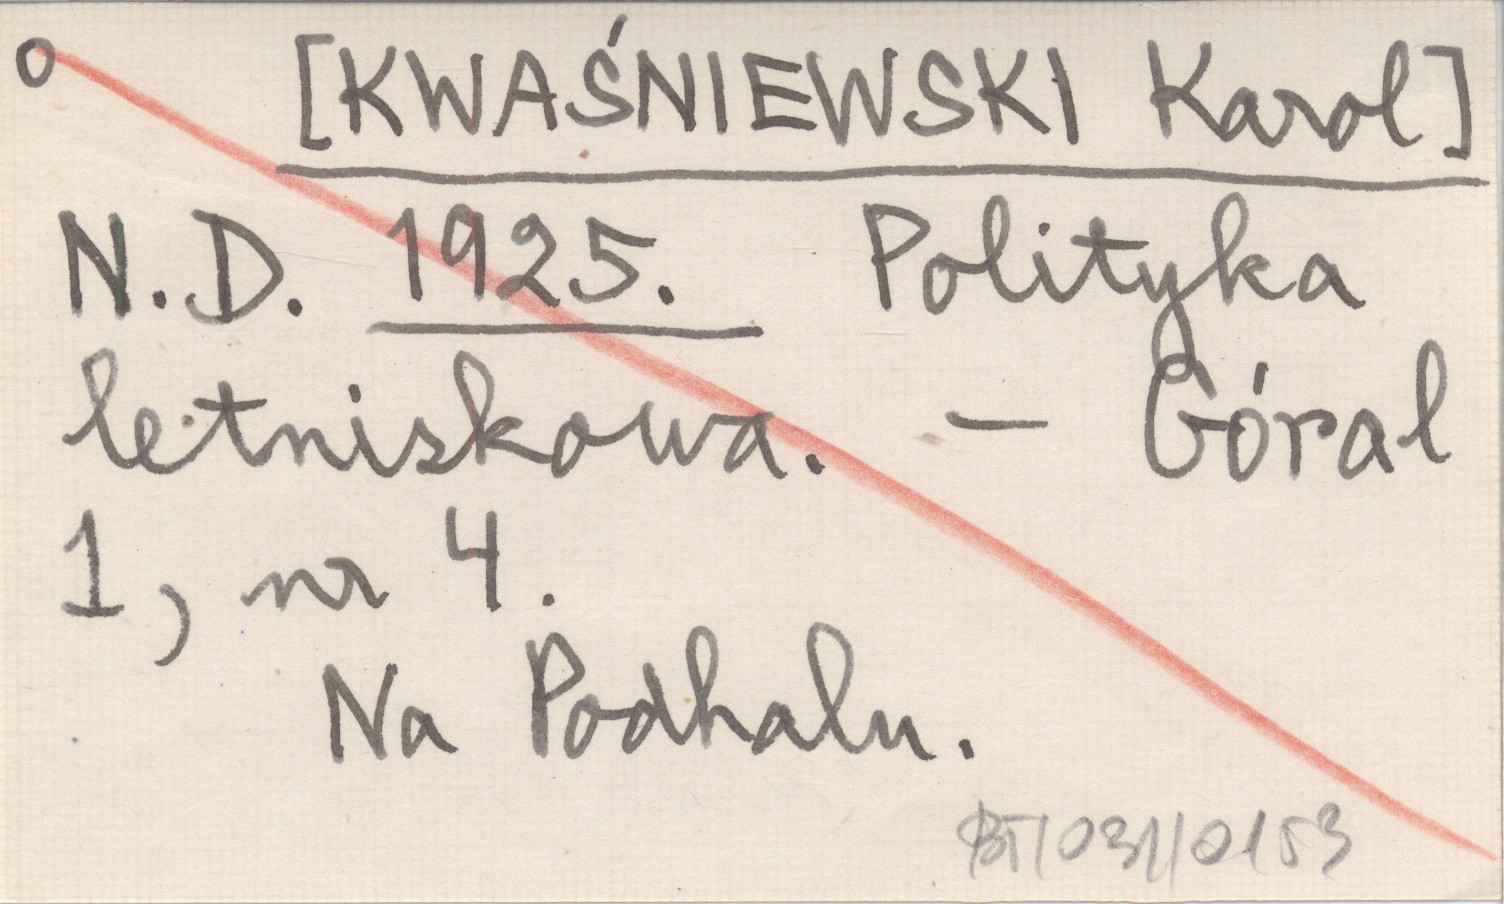 o [KWAŚNIEWSKI Karol]
N.D. 1925. Polityka
letniskowa. — Góral
1, nr 4.
Na Podhalu.
BT/031/0153